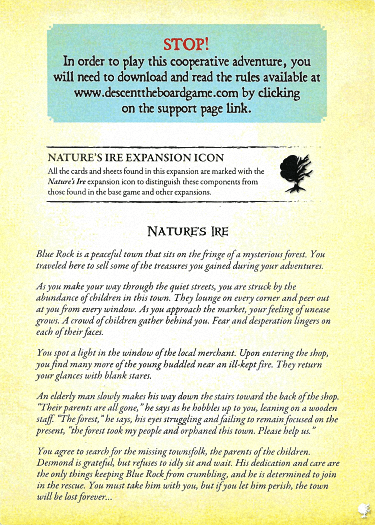 STOP!
In order to play this cooperative adventure, you
will need to download and read the rules available at
www.descenttheboardgame.com by clicking
on the support page link.
NATURE'S IRE EXPANSION ICON
All the cards and sheets found in this expansion are marked with the
Nature's Ire expansion icon to distinguish these components from
those found in the base game and other expansions.
NATURE'S IRE
Blue Rock is a peaceful town that sits on the fringe of a mysterious forest. You
traveled here to sell some of the treasures you gained during your adventures.
As you make your way through the quiet streets, you are struck by the
abundance of children in this town. They lounge on every corner and peer out
at you from every window. As you approach the market, your feeling of unease
grows. A crowd of children gather behind you. Fear and desperation lingers on
each of their faces.
You spot a light in the window of the local merchant. Upon entering the shop,
you find many more of the young huddled near an ill-kept fire. They return
your glances with blank stares.
An elderly man slowly makes his way down the stairs toward the back of the shop.
"Their parents are all gone," he says as he hobbles up to you, leaning on a wooden
staff. "The forest," he says, his eyes struggling and failing to remain focused on the
present, "the forest took my people and orphaned this town. Please help us."
You agree to search for the missing townsfolk, the parents of the children.
Desmond is grateful, but refuses to idly sit and wait. His dedication and care are
the only things keeping Blue Rock from crumbling, and he is determined to join
in the rescue. You must take him with you, but if you let him perish, the town
will be lost forever...